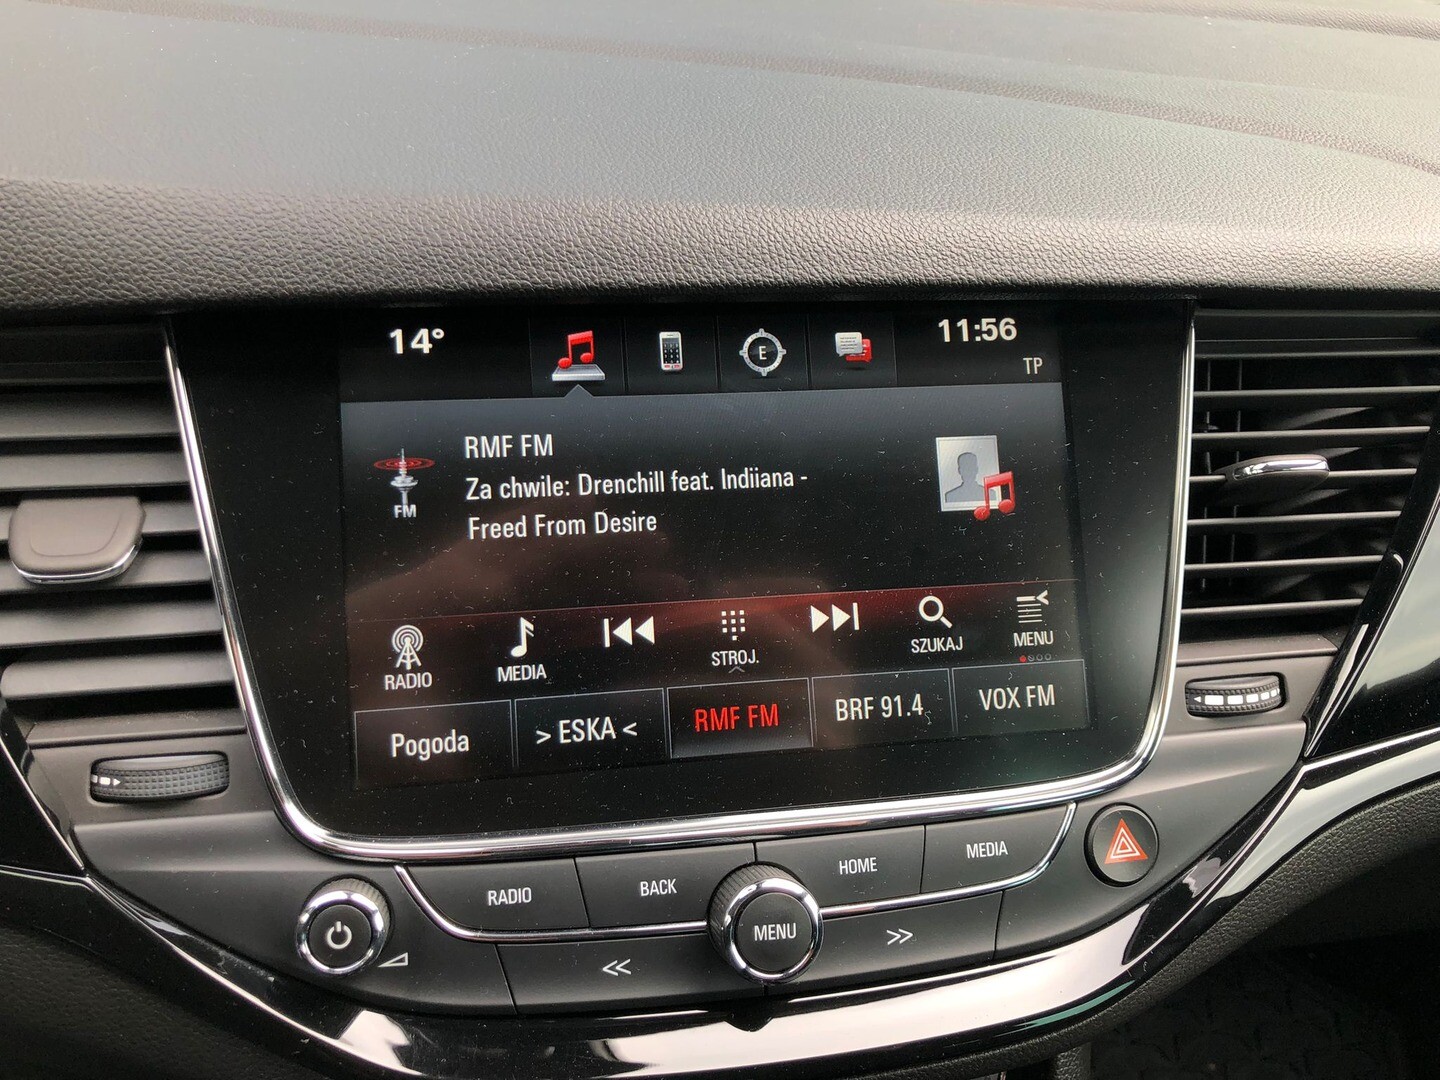 14°
E
11:56
TP
RMF FM
Za chwile: Drenchill feat. Indiiana -
Freed From Desire
FM
RADIO
MEDIA
STROJ.
SZUKAJ
MENU
Pogoda
> ESKA <
RMF FM
BRF 91.4
VOX FM
RADIO
BACK
MENU
HOME
MEDIA
<<
>>